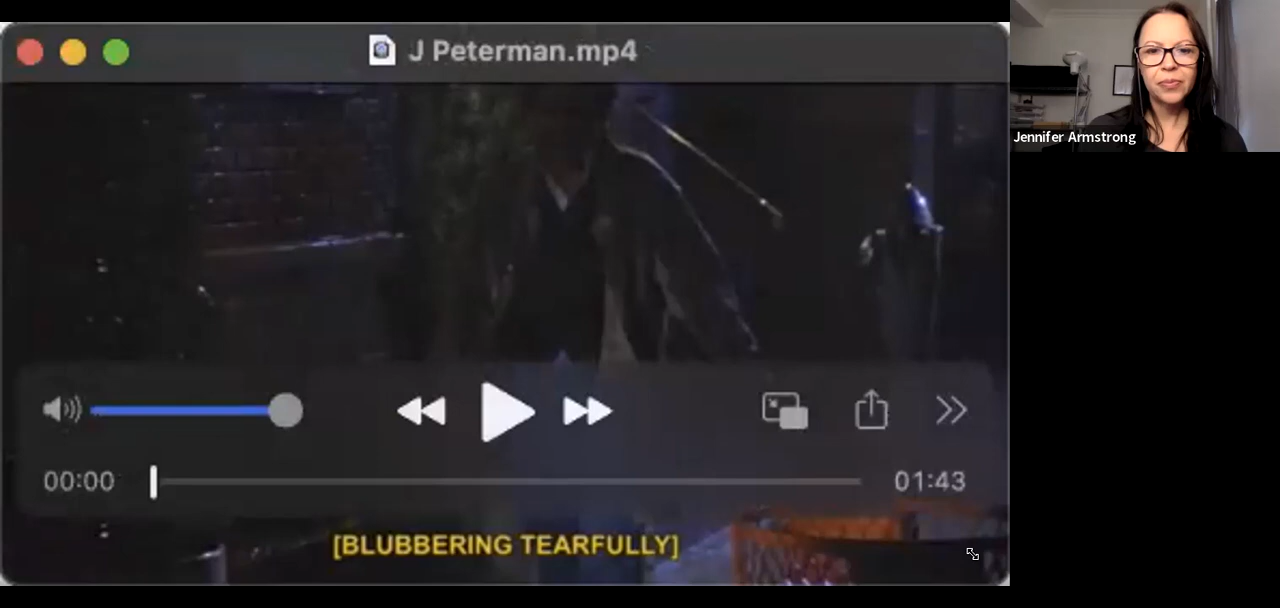 J Peterman.mp4
Jennifer Armstrong
00:00
01:43
[BLUBBERING TEARFULLY]